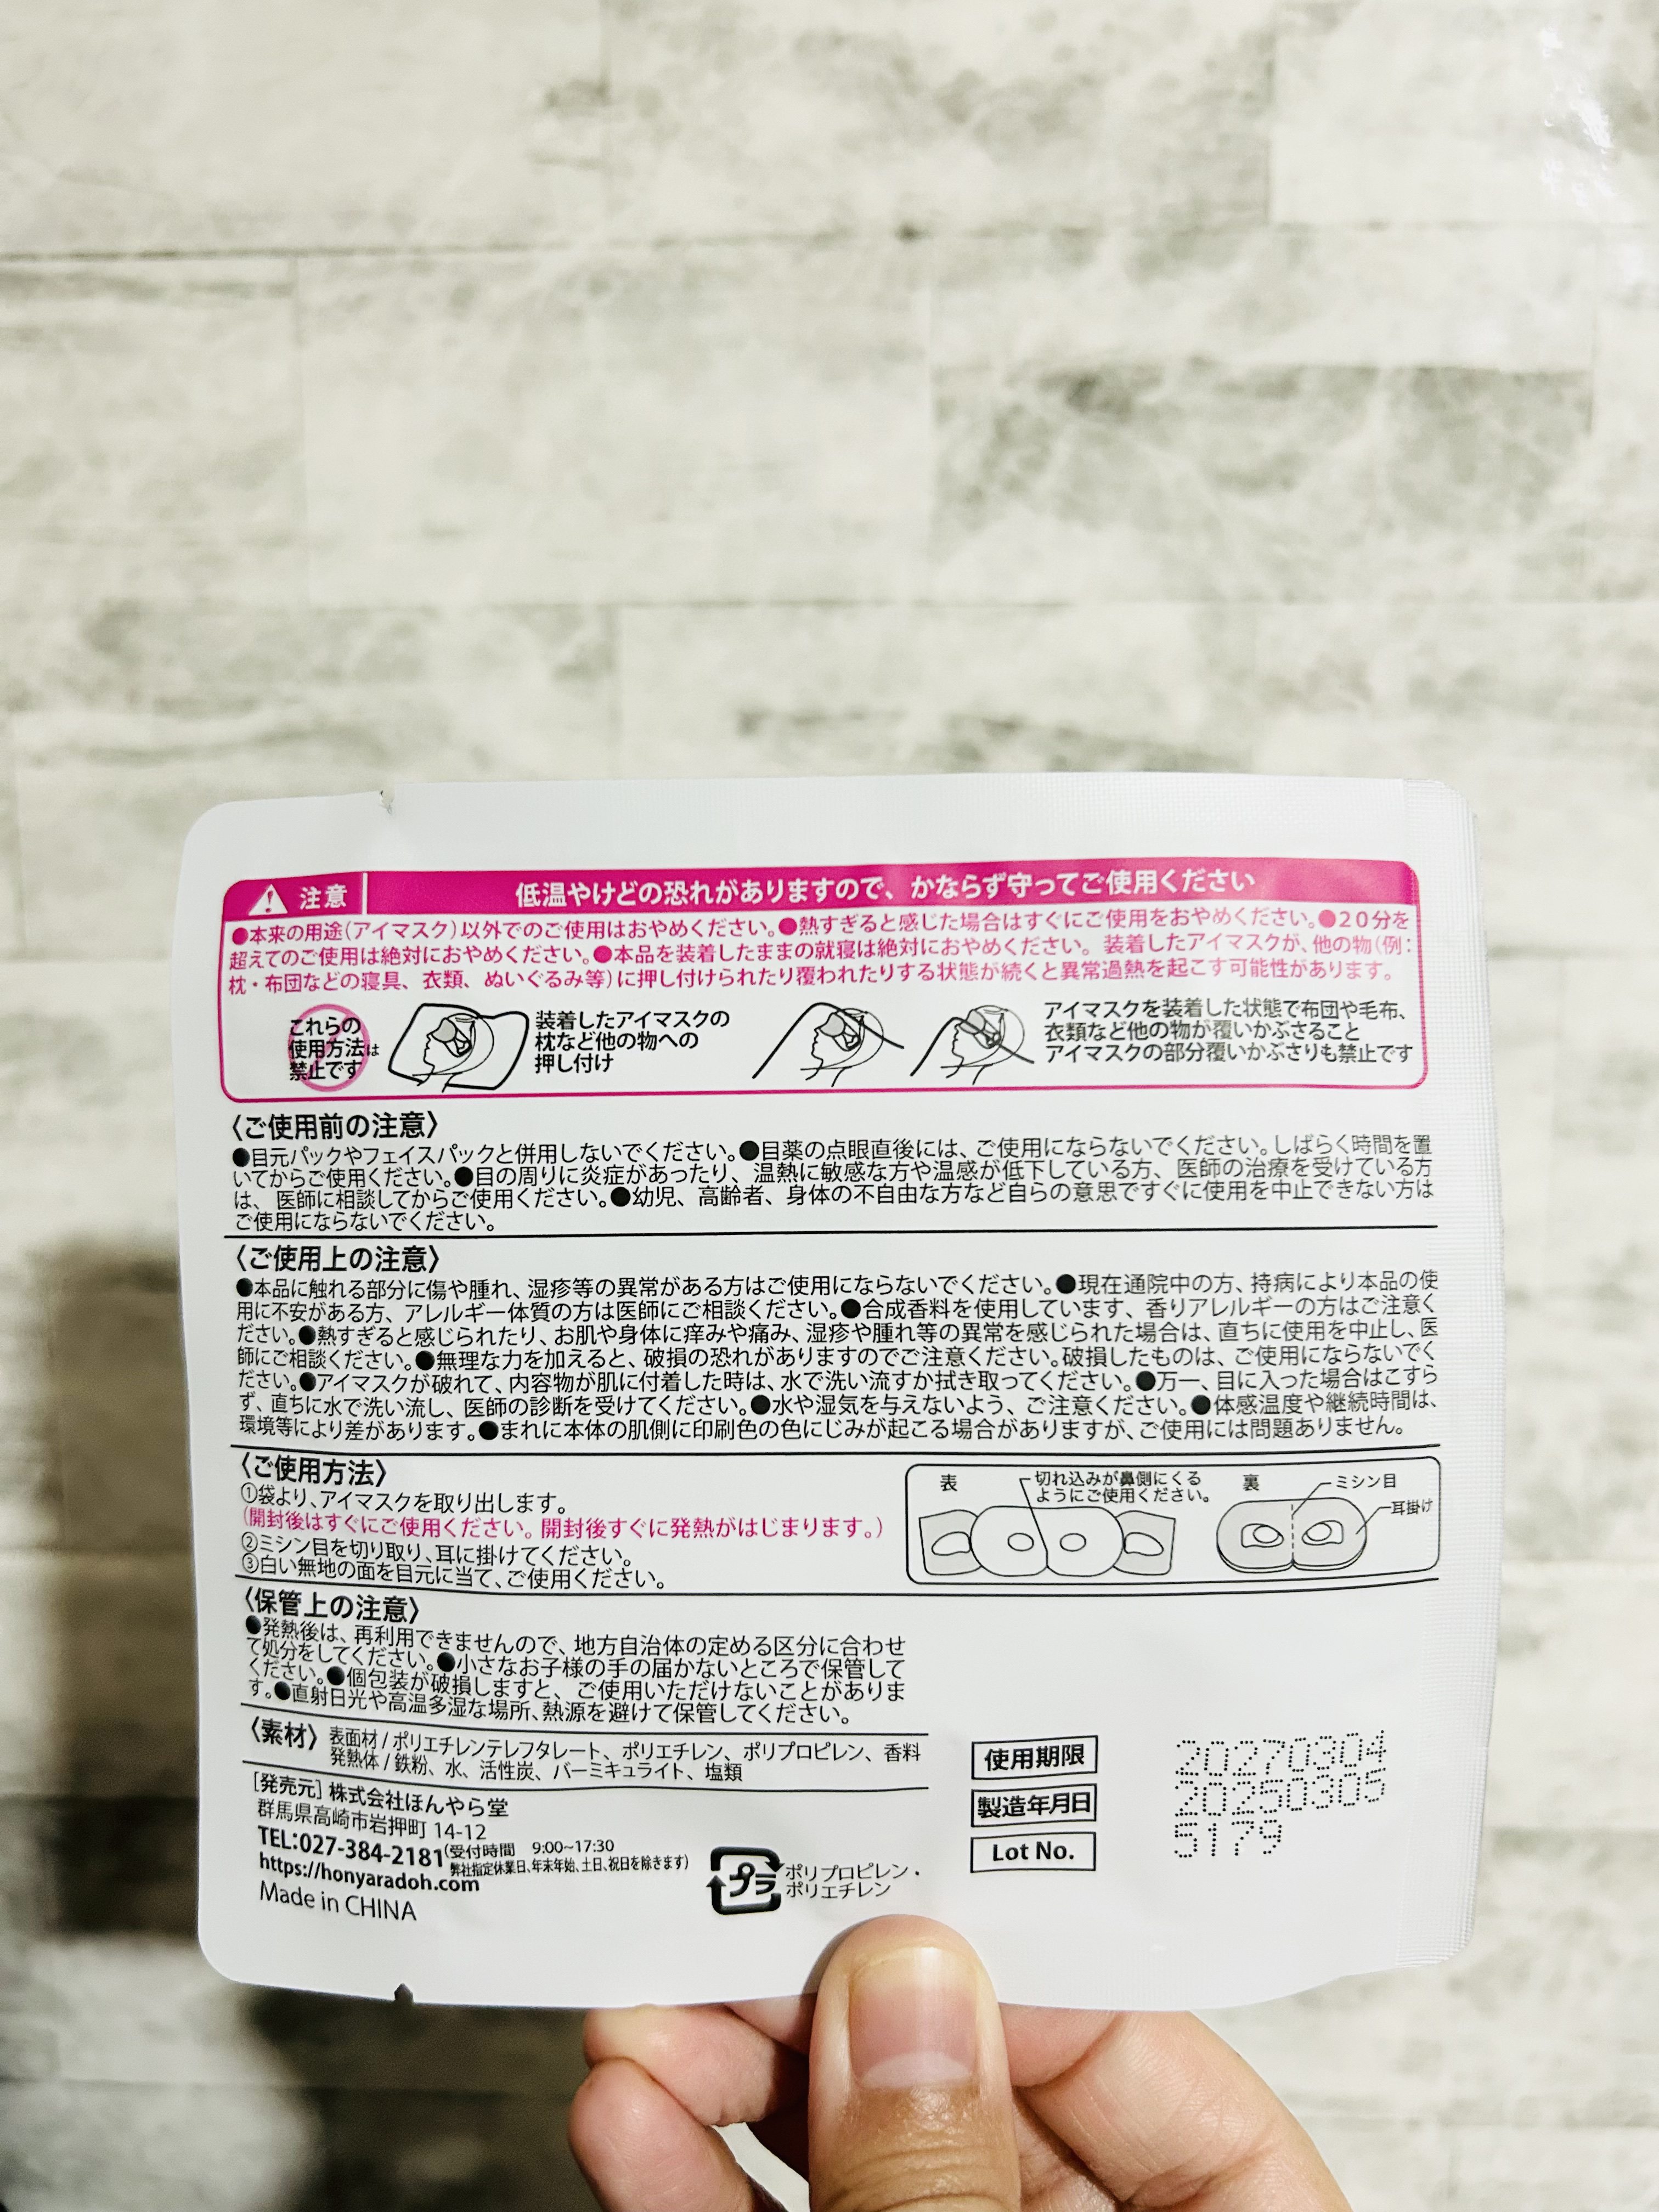 注意 低温やけどの恐れがありますので、かならず守ってご使用ください
●本来の用途(アイマスク)以外でのご使用はおやめください。●熱すぎると感じた場合はすぐにご使用をおやめください。●20分を
超えてのご使用は絶対におやめください。●本品を装着したままの就寝は絶対におやめください。装着したアイマスクが、他の物(例：
枕・布団などの寝具、衣類、ぬいぐるみ等)に押し付けられたり覆われたりする状態が続くと異常過熱を起こす可能性があります。
これらの
使用方法は
禁止です
装着したアイマスクの
枕など他の物への
押し付け
アイマスクを装着した状態で布団や毛布、
衣類など他の物が覆いかぶさること
アイマスクの部分覆いかぶさりも禁止です
〈ご使用前の注意〉
●目元パックやフェイスパックと併用しないでください。●目薬の点眼直後には、ご使用にならないでください。しばらく時間を置
いてからご使用ください。●目の周りに炎症があったり、温熱に敏感な方や温感が低下している方、医師の治療を受けている方
は、医師に相談してからご使用ください。●幼児、高齢者、身体の不自由な方など自らの意思ですぐに使用を中止できない方は
ご使用にならないでください。
〈ご使用上の注意〉
●本品に触れる部分に傷や腫れ、湿疹等の異常がある方はご使用にならないでください。●現在通院中の方、持病により本品の使
用に不安がある方、アレルギー体質の方は医師にご相談ください。●合成香料を使用しています、香りアレルギーの方はご注意く
ださい。●熱すぎると感じられたり、お肌や身体に痒みや痛み、湿疹や腫れ等の異常を感じられた場合は、直ちに使用を中止し、医
師にご相談ください。●無理な力を加えると、破損の恐れがありますのでご注意ください。破損したものは、ご使用にならないでく
ださい。●アイマスクが破れて、内容物が肌に付着した時は、水で洗い流すか拭き取ってください。●万一、目に入った場合はこすら
ず、直ちに水で洗い流し、医師の診断を受けてください。●水や湿気を与えないよう、ご注意ください。●体感温度や継続時間は、
環境等により差があります。●まれに本体の肌側に印刷色の色にじみが起こる場合がありますが、ご使用には問題ありません。
〈ご使用方法〉
①袋より、アイマスクを取り出します。
(開封後はすぐにご使用ください。開封後すぐに発熱がはじまります。)
②ミシン目を切り取り、耳に掛けてください。
③白い無地の面を目元に当て、ご使用ください。
表
切れ込みが鼻側にくる
ようにご使用ください。
裏
ミシン目
耳掛け
〈保管上の注意〉
●発熱後は、再利用できませんので、地方自治体の定める区分に合わせ
て処分をしてください。●小さなお子様の手の届かないところで保管して
ください。●個包装が破損しますと、ご使用いただけないことがありま
す。●直射日光や高温多湿な場所、熱源を避けて保管してください。
〈素材〉 表面材/ポリエチレンテレフタレート、ポリエチレン、ポリプロピレン、香料
発熱体/鉄粉、水、活性炭、バーミキュライト、塩類
[発売元] 株式会社ほんやら堂
群馬県高崎市岩押町 14-12
TEL:027-384-2181(受付時間 9:00~17:30
弊社指定休業日、年末年始、土日、祝日を除きます)
https://honyaradoh.com
Made in CHINA
プラ
ポリプロピレン・
ポリエチレン
使用期限 20270304
製造年月日 20250305
Lot No. 5179